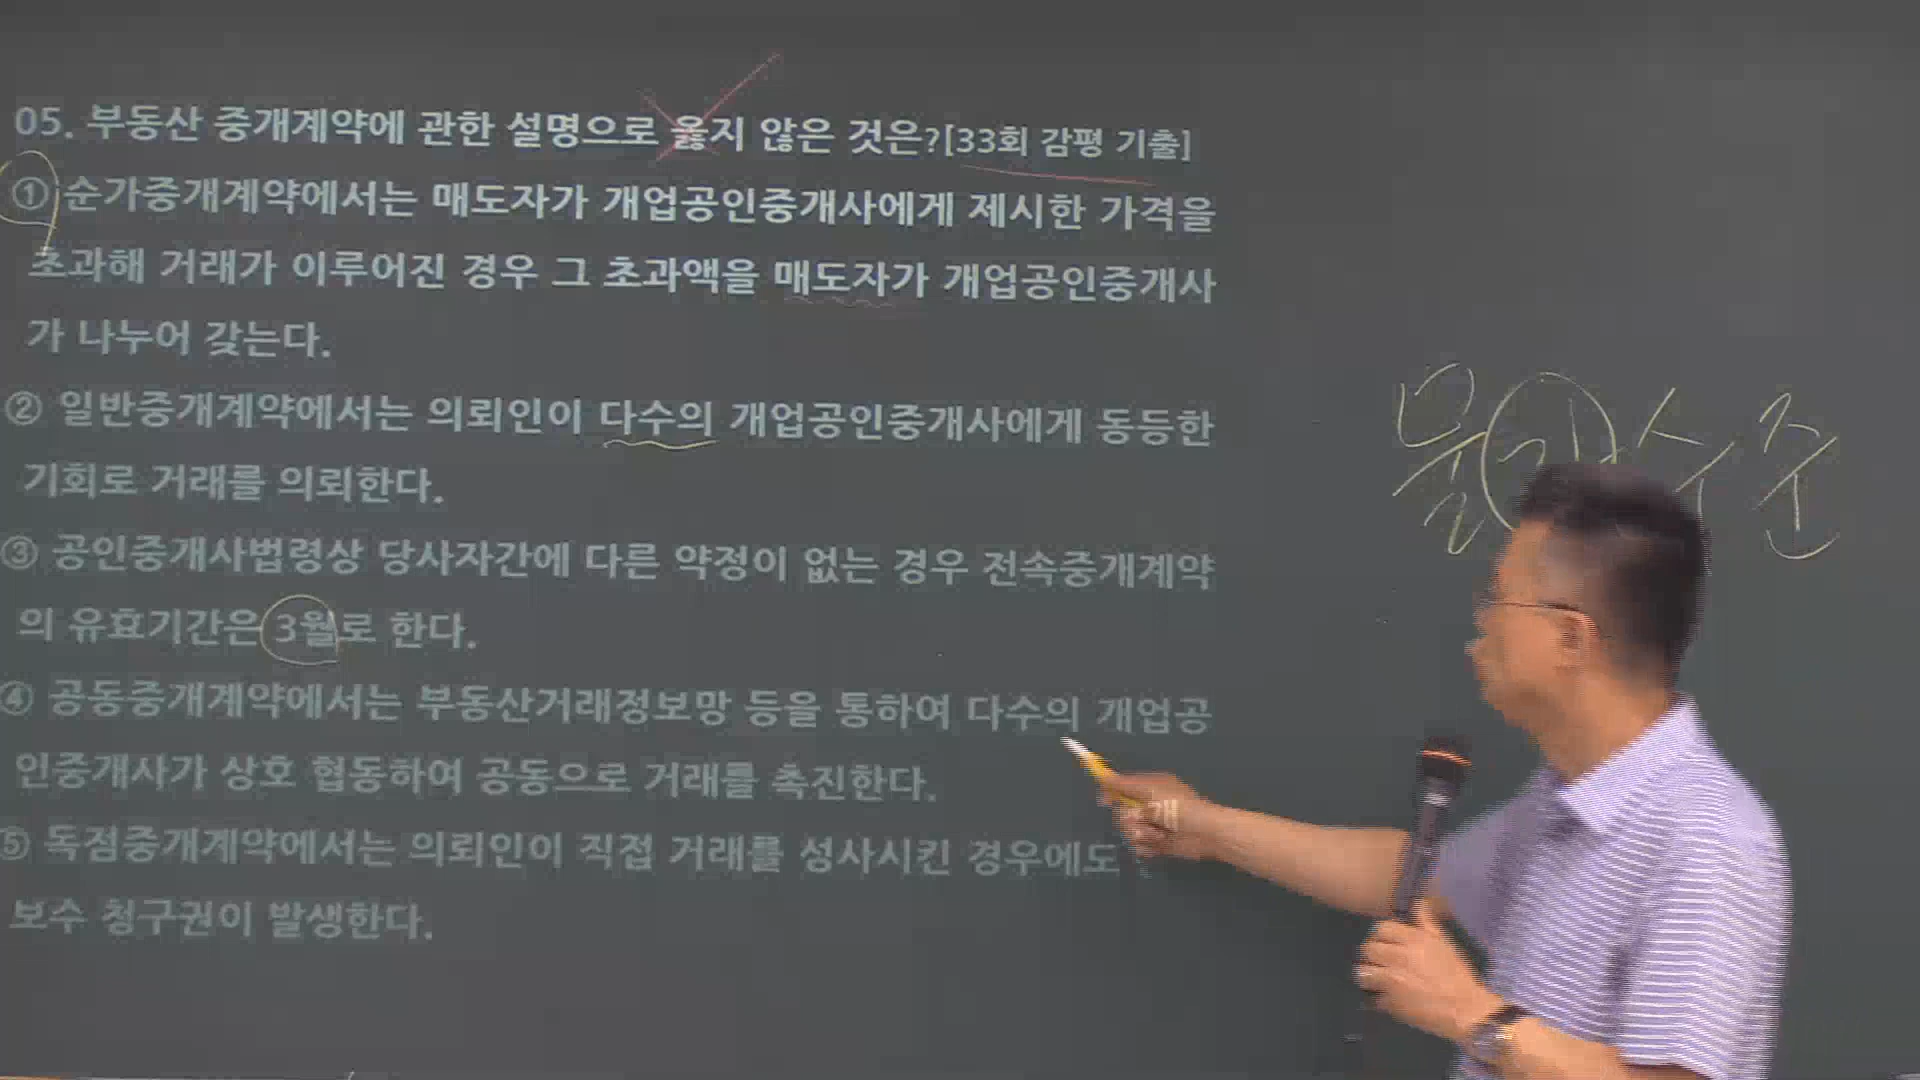 05. 부동산 중개계약에 관한 설명으로 옳지 않은 것은?[33회 감평 기출]
① 순가중개계약에서는 매도자가 개업공인중개사에게 제시한 가격을
초과해 거래가 이루어진 경우 그 초과액을 매도자가 개업공인중개사
가 나누어 갖는다.
② 일반중개계약에서는 의뢰인이 다수의 개업공인중개사에게 동등한
기회로 거래를 의뢰한다.
③ 공인중개사법령상 당사자간에 다른 약정이 없는 경우 전속중개계약
의 유효기간은 3월로 한다.
④ 공동중개계약에서는 부동산거래정보망 등을 통하여 다수의 개업공
인중개사가 상호 협동하여 공동으로 거래를 촉진한다.
⑤ 독점중개계약에서는 의뢰인이 직접 거래를 성사시킨 경우에도
보수 청구권이 발생한다.
개